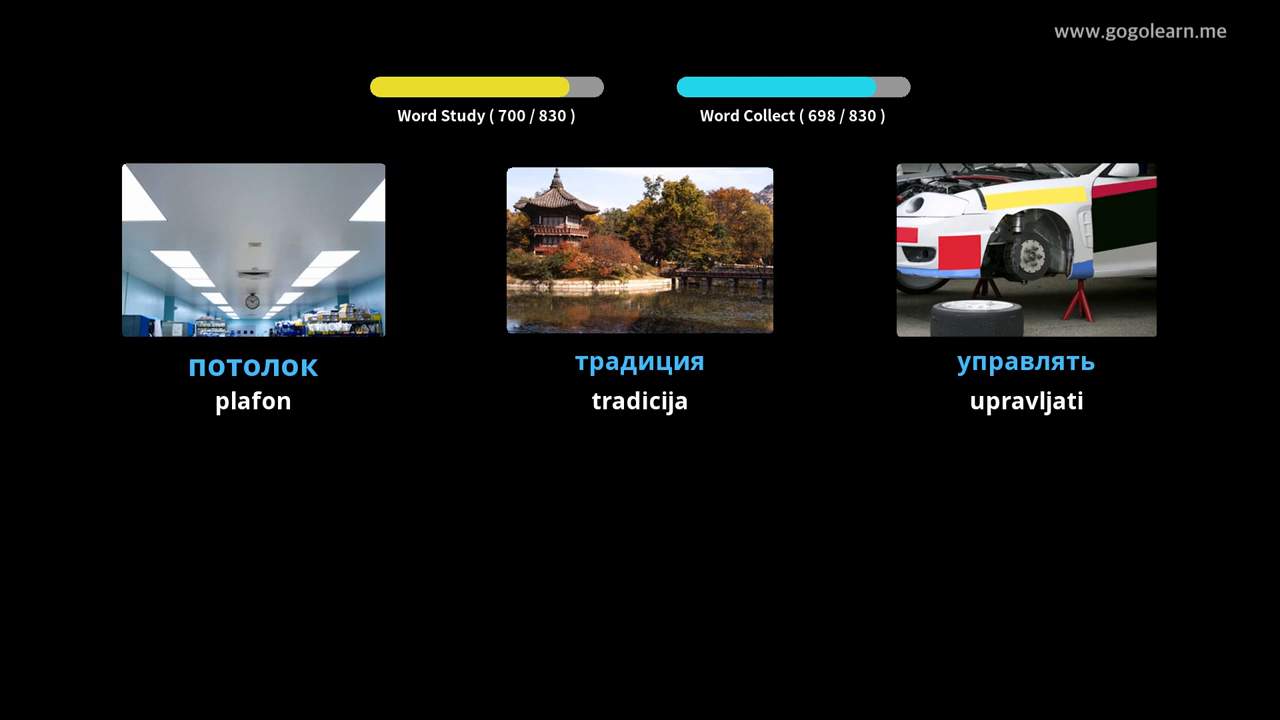 www.gogolearn.me
Word Study ( 700 / 830 )
Word Collect ( 698 / 830 )
потолок
plafon
традиция
tradicija
управлять
upravljati